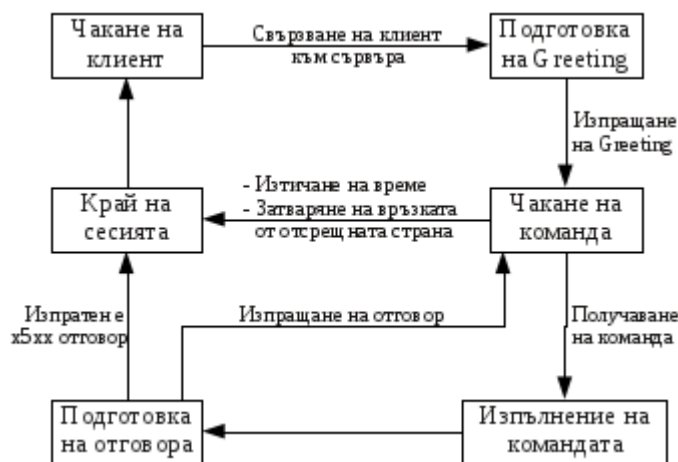 Чакане на
клиент
Свързване на клиент
към сървъра
Подготовка
на Greeting
Изпращане
на Greeting
Край на
сесията
- Изтичане на време
- Затваряне на връзката
от отсрещната страна
Чакане на
команда
Изпратен е
x5xx отговор
Изпращане на отговор
Получаване
на команда
Подготовка
на отговора
Изпълнение на
командата